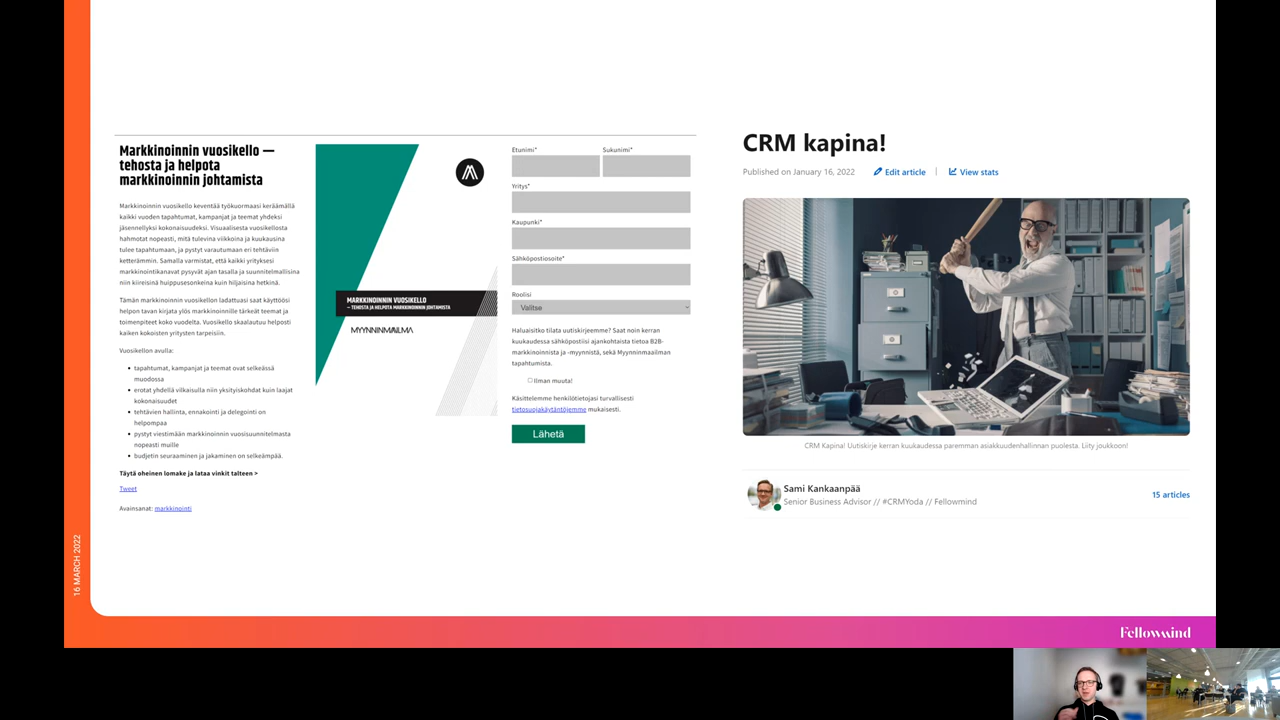 Markkinoinnin vuosikello —
tehosta ja helpota
markkinoinnin johtamista
Markkinoinnin vuosikello keventää työkuormaasi keräämällä
kaikki vuoden tapahtumat, kampanjat ja teemat yhdeksi
jäsennellyksi kokonaisuudeksi. Visuaalisesta vuosikellosta
hahmotat nopeasti, mitä tulevina viikkoina ja kuukausina
tulee tapahtumaan, ja pystyt varautumaan eri tehtäviin
ketterämmin. Samalla varmistat, että kaikki yrityksesi
markkinointikanavat pysyvät ajan tasalla ja suunnitelmallisina
niin kiireisinä huippusesonkeina kuin hiljaisina hetkinä.
Tämän markkinoinnin vuosikellon ladattuasi saat käyttöösi
helpon tavan kirjata ylös markkinoinnille tärkeät teemat ja
toimenpiteet koko vuodelta. Vuosikello skaalautuu helposti
kaiken kokoisten yritysten tarpeisiin.
Vuosikellon avulla:
tapahtumat, kampanjat ja teemat ovat selkeässä
muodossa
erotat yhdellä vilkaisulla niin yksityiskohdat kuin laajat
kokonaisuudet
tehtävien hallinta, ennakointi ja delegointi on
helpompaa
pystyt viestimään markkinoinnin vuosisuunnitelmasta
nopeasti muille
budjetin seuraaminen ja jakaminen on selkeämpää.
Täytä oheinen lomake ja lataa vinkit talteen >
Tweet
Avainsanat: markkinointi
MARKKINOINNIN VUOSIKELLO
– TEHOSTA JA HELPOTA MARKKINOINNIN JOHTAMISTA
MYYNNINMAAILMA
Etunimi* Sukunimi*
Yritys*
Kaupunki*
Sähköpostiosoite*
Roolisi
Valitse
Haluaisitko tilata uutiskirjeemme? Saat noin kerran
kuukaudessa sähköpostiisi ajankohtaista tietoa B2B-
markkinoinnista ja -myynnistä, sekä Myynninmaailman
tapahtumista.
Ilman muuta!
Käsittelemme henkilötietojasi turvallisesti
tietosuojakäytäntöjemme mukaisesti.
Lähetä
CRM kapina!
Published on January 16, 2022 Edit article | View stats
CRM Kapina! Uutiskirje kerran kuukaudessa paremman asiakkuudenhallinnan puolesta. Liity joukkoon!
Sami Kankaanpää
Senior Business Advisor // #CRMYoda // Fellowmind
15 articles
16 MARCH 2022
Fellowmind